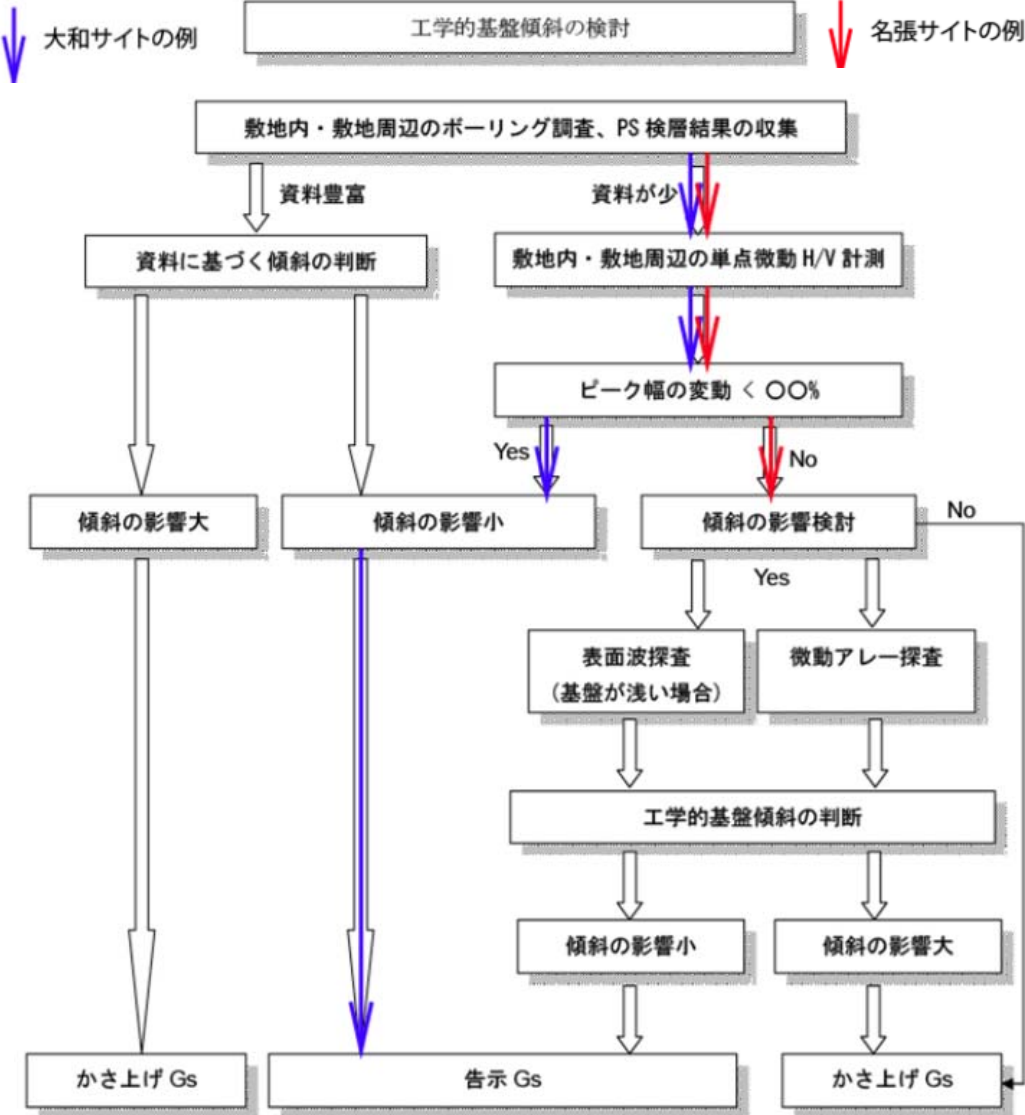 大和サイトの例
工学的基盤傾斜の検討
名張サイトの例
敷地内・敷地周辺のボーリング調査、PS 検層結果の収集
資料豊富
資料が少
資料に基づく傾斜の判断
敷地内・敷地周辺の単点微動 H/V 計測
ピーク幅の変動 < 〇〇%
Yes
No
傾斜の影響大
傾斜の影響小
傾斜の影響検討
No
Yes
表面波探査
(基盤が浅い場合)
微動アレー探査
工学的基盤傾斜の判断
傾斜の影響小
傾斜の影響大
かさ上げ Gs
告示 Gs
かさ上げ Gs